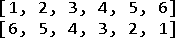 [1, 2, 3, 4, 5, 6]
[6, 5, 4, 3, 2, 1]